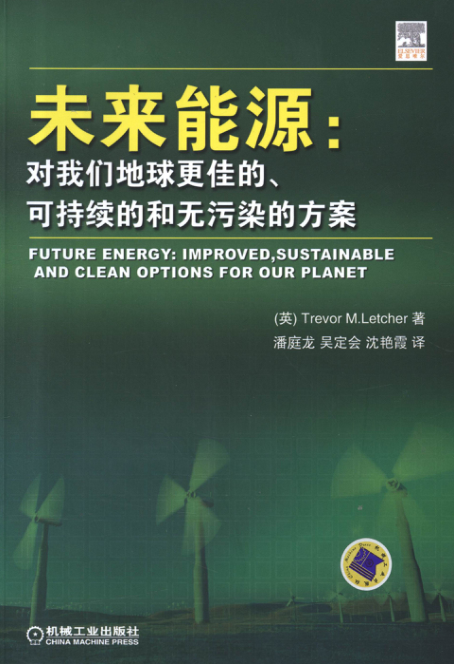 ELSEVIER
未来能源：
对我们地球更佳的、
可持续的和无污染的方案
FUTURE ENERGY: IMPROVED,SUSTAINABLE
AND CLEAN OPTIONS FOR OUR PLANET
(英) Trevor M.Letcher 著
潘庭龙 吴定会 沈艳霞 译
机械工业出版社
CHINA MACHINE PRESS